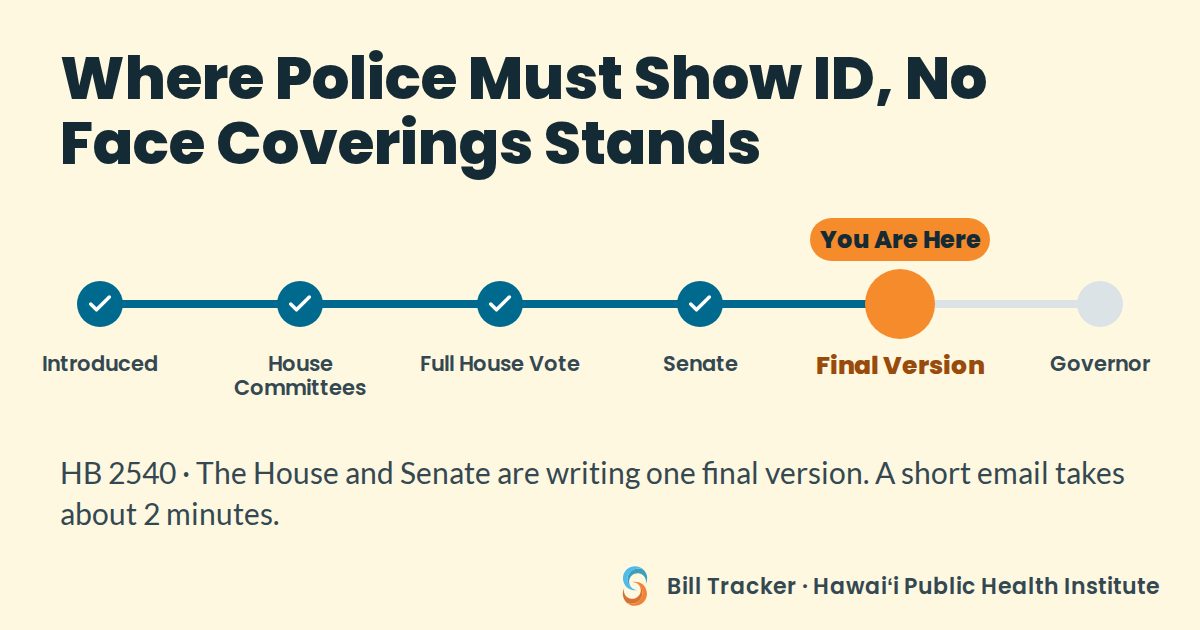 Where Police Must Show ID, No
Face Coverings Stands
You Are Here
Introduced
House
Committees
Full House Vote
Senate
Final Version
Governor
HB 2540 · The House and Senate are writing one final version. A short email takes
about 2 minutes.
Bill Tracker · Hawaiʻi Public Health Institute